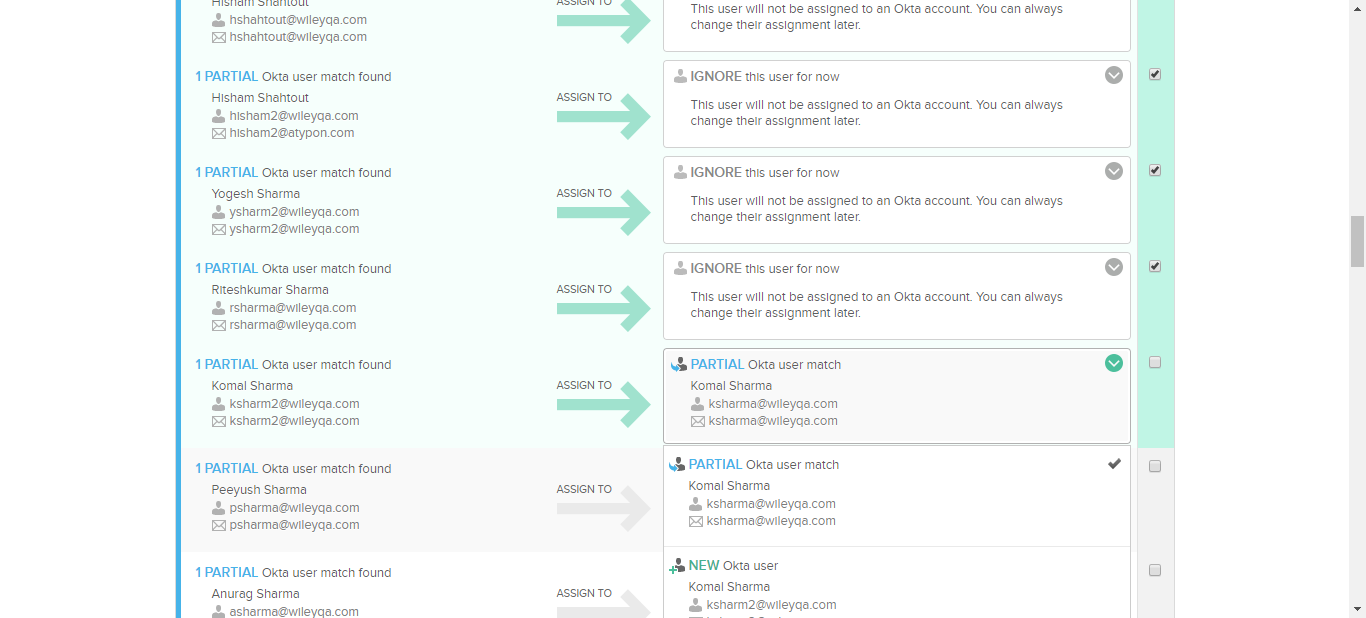 Hisham Shahtout
hshahtout@wileyqa.com
hshahtout@wileyqa.com
ASSIGN TO
This user will not be assigned to an Okta account. You can always
change their assignment later.
1 PARTIAL Okta user match found
Hisham Shahtout
hisham2@wileyqa.com
hisham2@atypon.com
ASSIGN TO
IGNORE this user for now
This user will not be assigned to an Okta account. You can always
change their assignment later.
1 PARTIAL Okta user match found
Yogesh Sharma
ysharm2@wileyqa.com
ysharm2@wileyqa.com
ASSIGN TO
IGNORE this user for now
This user will not be assigned to an Okta account. You can always
change their assignment later.
1 PARTIAL Okta user match found
Riteshkumar Sharma
rsharma@wileyqa.com
rsharma@wileyqa.com
ASSIGN TO
IGNORE this user for now
This user will not be assigned to an Okta account. You can always
change their assignment later.
1 PARTIAL Okta user match found
Komal Sharma
ksharm2@wileyqa.com
ksharm2@wileyqa.com
ASSIGN TO
PARTIAL Okta user match
Komal Sharma
ksharma@wileyqa.com
ksharma@wileyqa.com
1 PARTIAL Okta user match found
Peeyush Sharma
psharma@wileyqa.com
psharma@wileyqa.com
ASSIGN TO
PARTIAL Okta user match
Komal Sharma
ksharma@wileyqa.com
ksharma@wileyqa.com
1 PARTIAL Okta user match found
Anurag Sharma
asharma@wileyqa.com
ASSIGN TO
NEW Okta user
Komal Sharma
ksharm2@wileyqa.com